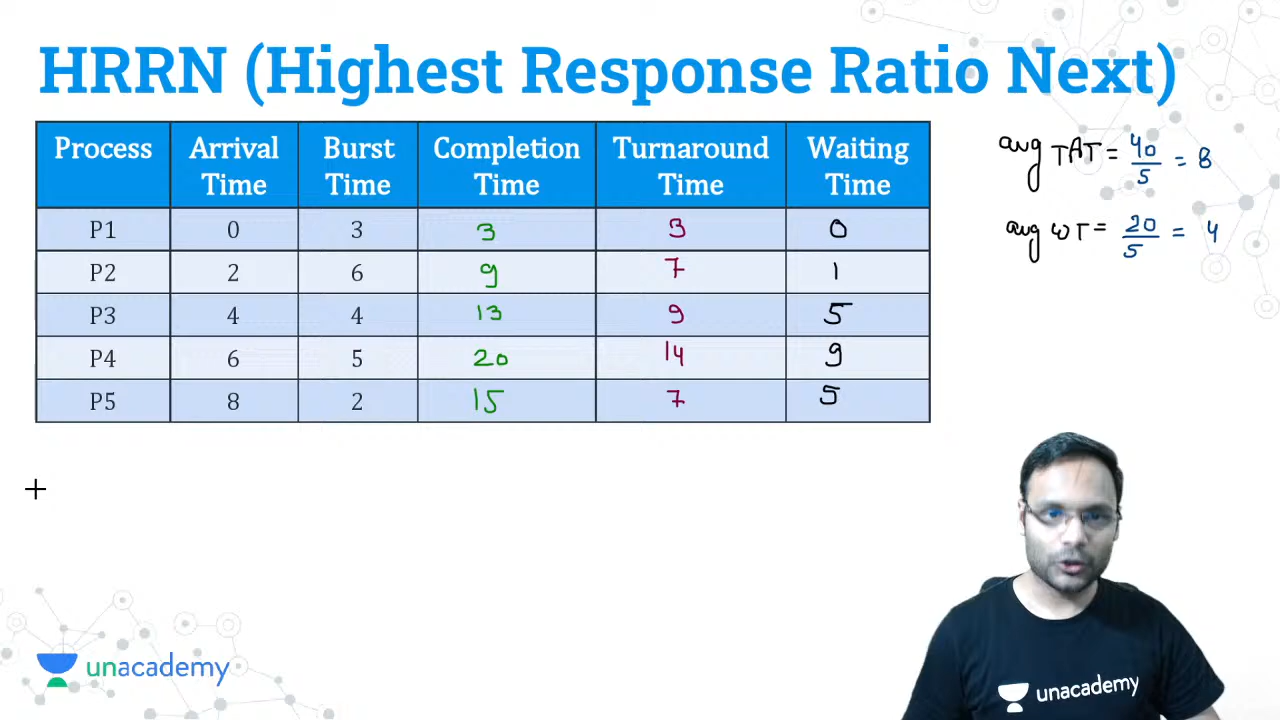 HRRN (Highest Response Ratio Next)
Process Arrival Time Burst Time Completion Time Turnaround Time Waiting Time
P1 0 3 3 3 0
P2 2 6 9 7 1
P3 4 4 13 9 5
P4 6 5 20 14 9
P5 8 2 15 7 5
avg TAT = 40/5 = 8
avg WT = 20/5 = 4
unacademy
unacademy